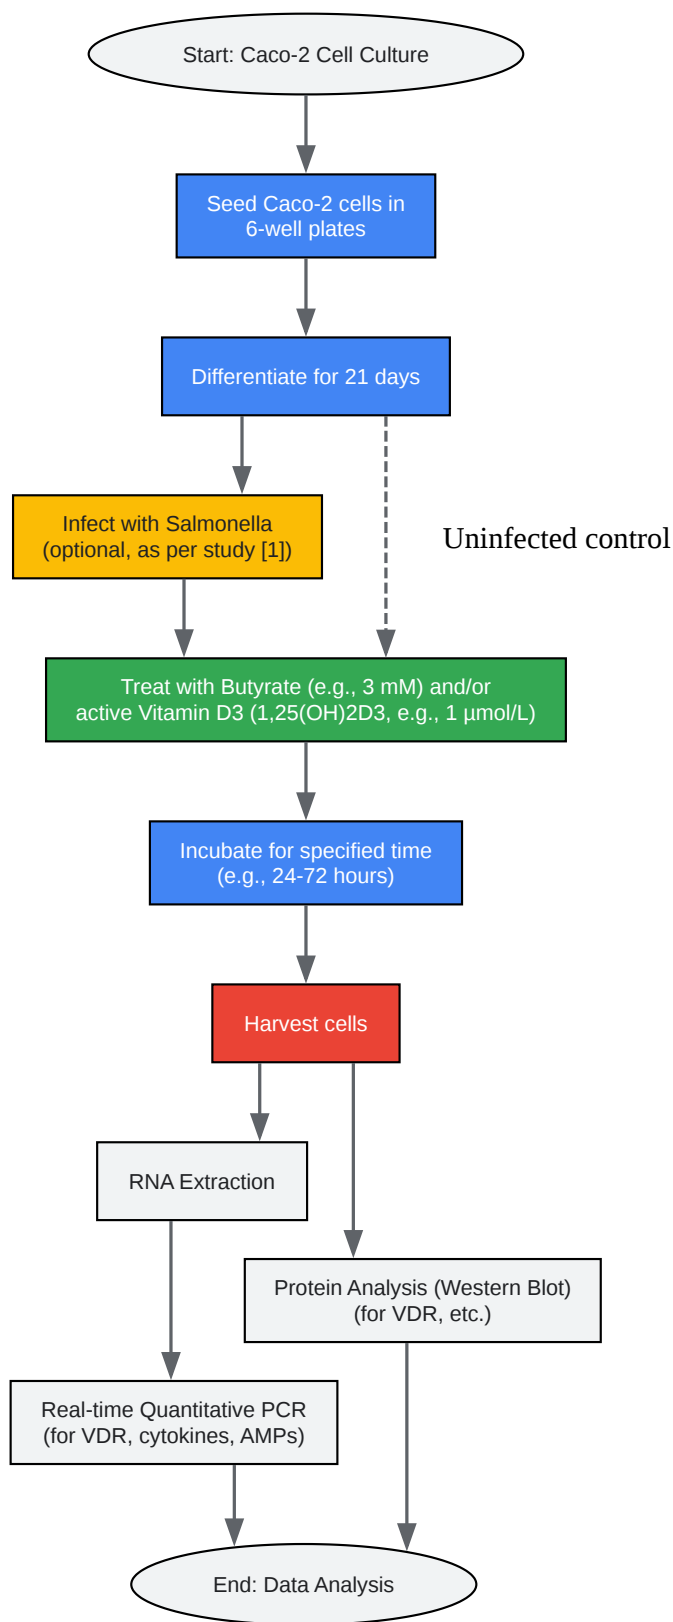 Start: Caco-2 Cell Culture
Seed Caco-2 cells in
6-well plates
Differentiate for 21 days
Infect with Salmonella
(optional, as per study [1])
Uninfected control
Treat with Butyrate (e.g., 3 mM) and/or
active Vitamin D3 (1,25(OH)2D3, e.g., 1 µmol/L)
Incubate for specified time
(e.g., 24-72 hours)
Harvest cells
RNA Extraction
Protein Analysis (Western Blot)
(for VDR, etc.)
Real-time Quantitative PCR
(for VDR, cytokines, AMPs)
End: Data Analysis